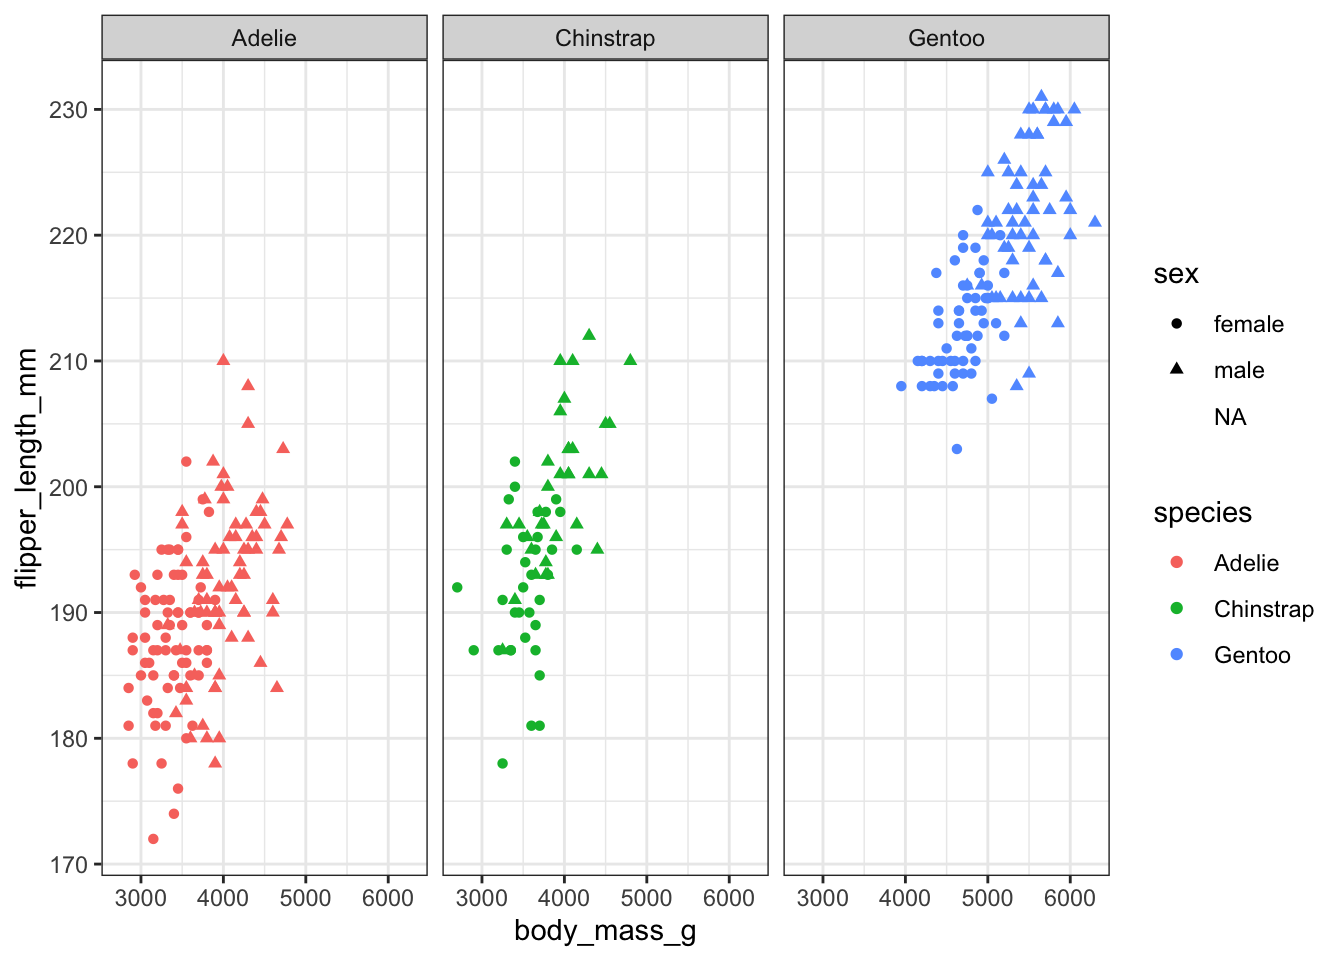 Adelie
Chinstrap
Gentoo
230
220
210
200
190
180
170
flipper_length_mm
3000 4000 5000 6000
3000 4000 5000 6000
3000 4000 5000 6000
body_mass_g
sex
female
male
NA
species
Adelie
Chinstrap
Gentoo